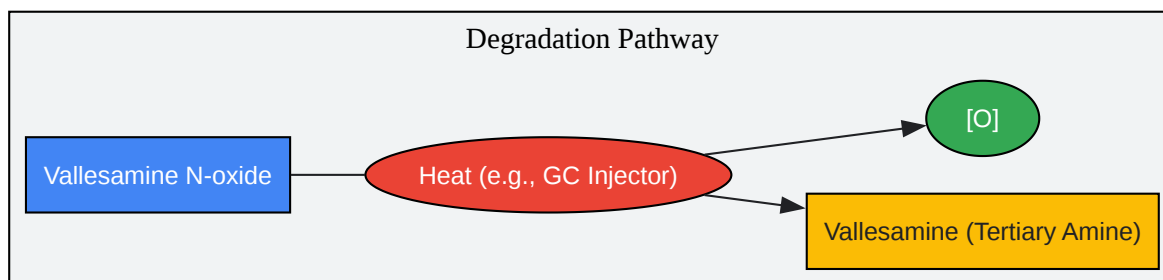 Degradation Pathway
Vallesamine N-oxide
Heat (e.g., GC Injector)
[O]
Vallesamine (Tertiary Amine)